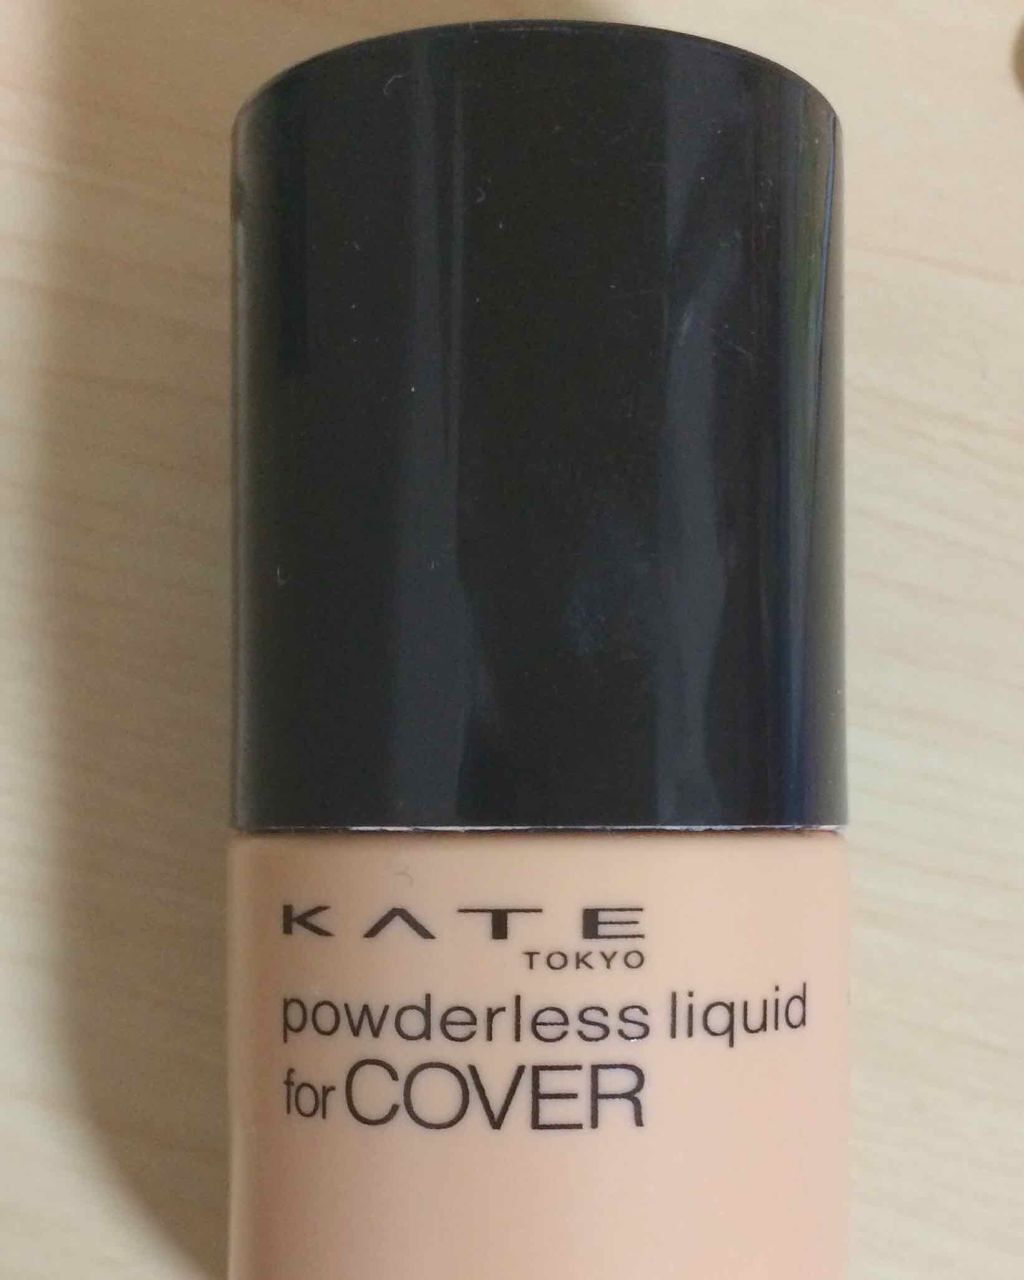 KATE
TOKYO
powderless liquid
for COVER